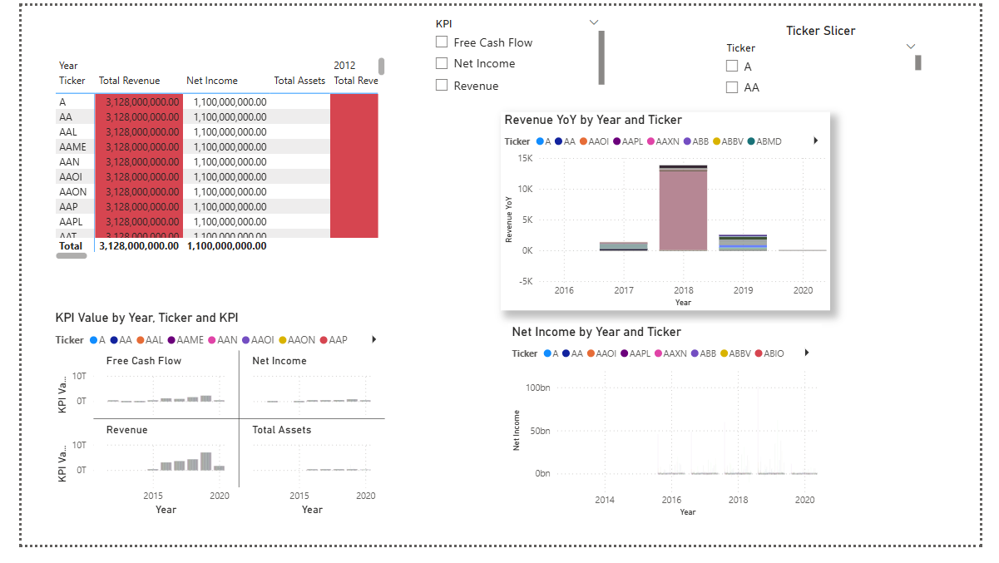 KPI
Free Cash Flow
Net Income
Revenue
Ticker Slicer
Ticker
A
AA
Year 2012
Ticker Total Revenue Net Income Total Assets Total Reve
A 3,128,000,000.00 1,100,000,000.00
AA 3,128,000,000.00 1,100,000,000.00
AAL 3,128,000,000.00 1,100,000,000.00
AAME 3,128,000,000.00 1,100,000,000.00
AAN 3,128,000,000.00 1,100,000,000.00
AAOI 3,128,000,000.00 1,100,000,000.00
AAON 3,128,000,000.00 1,100,000,000.00
AAP 3,128,000,000.00 1,100,000,000.00
AAPL 3,128,000,000.00 1,100,000,000.00
AAT 3,128,000,000.00 1,100,000,000.00
Total 3,128,000,000.00 1,100,000,000.00
Revenue YoY by Year and Ticker
Ticker A AA AAOI AAPL AAXN ABB ABBV ABMD
Revenue YoY
15K
10K
5K
0K
-5K
2016 2017 2018 2019 2020
Year
KPI Value by Year, Ticker and KPI
Ticker A AA AAL AAME AAN AAOI AAON AAP
Free Cash Flow Net Income
KPI Va...
10T
0T
Revenue Total Assets
KPI Va...
10T
0T
2015 2020 2015 2020
Year Year
Net Income by Year and Ticker
Ticker A AA AAOI AAPL AAXN ABB ABBV ABIO
Net Income
100bn
50bn
0bn
2014 2016 2018 2020
Year